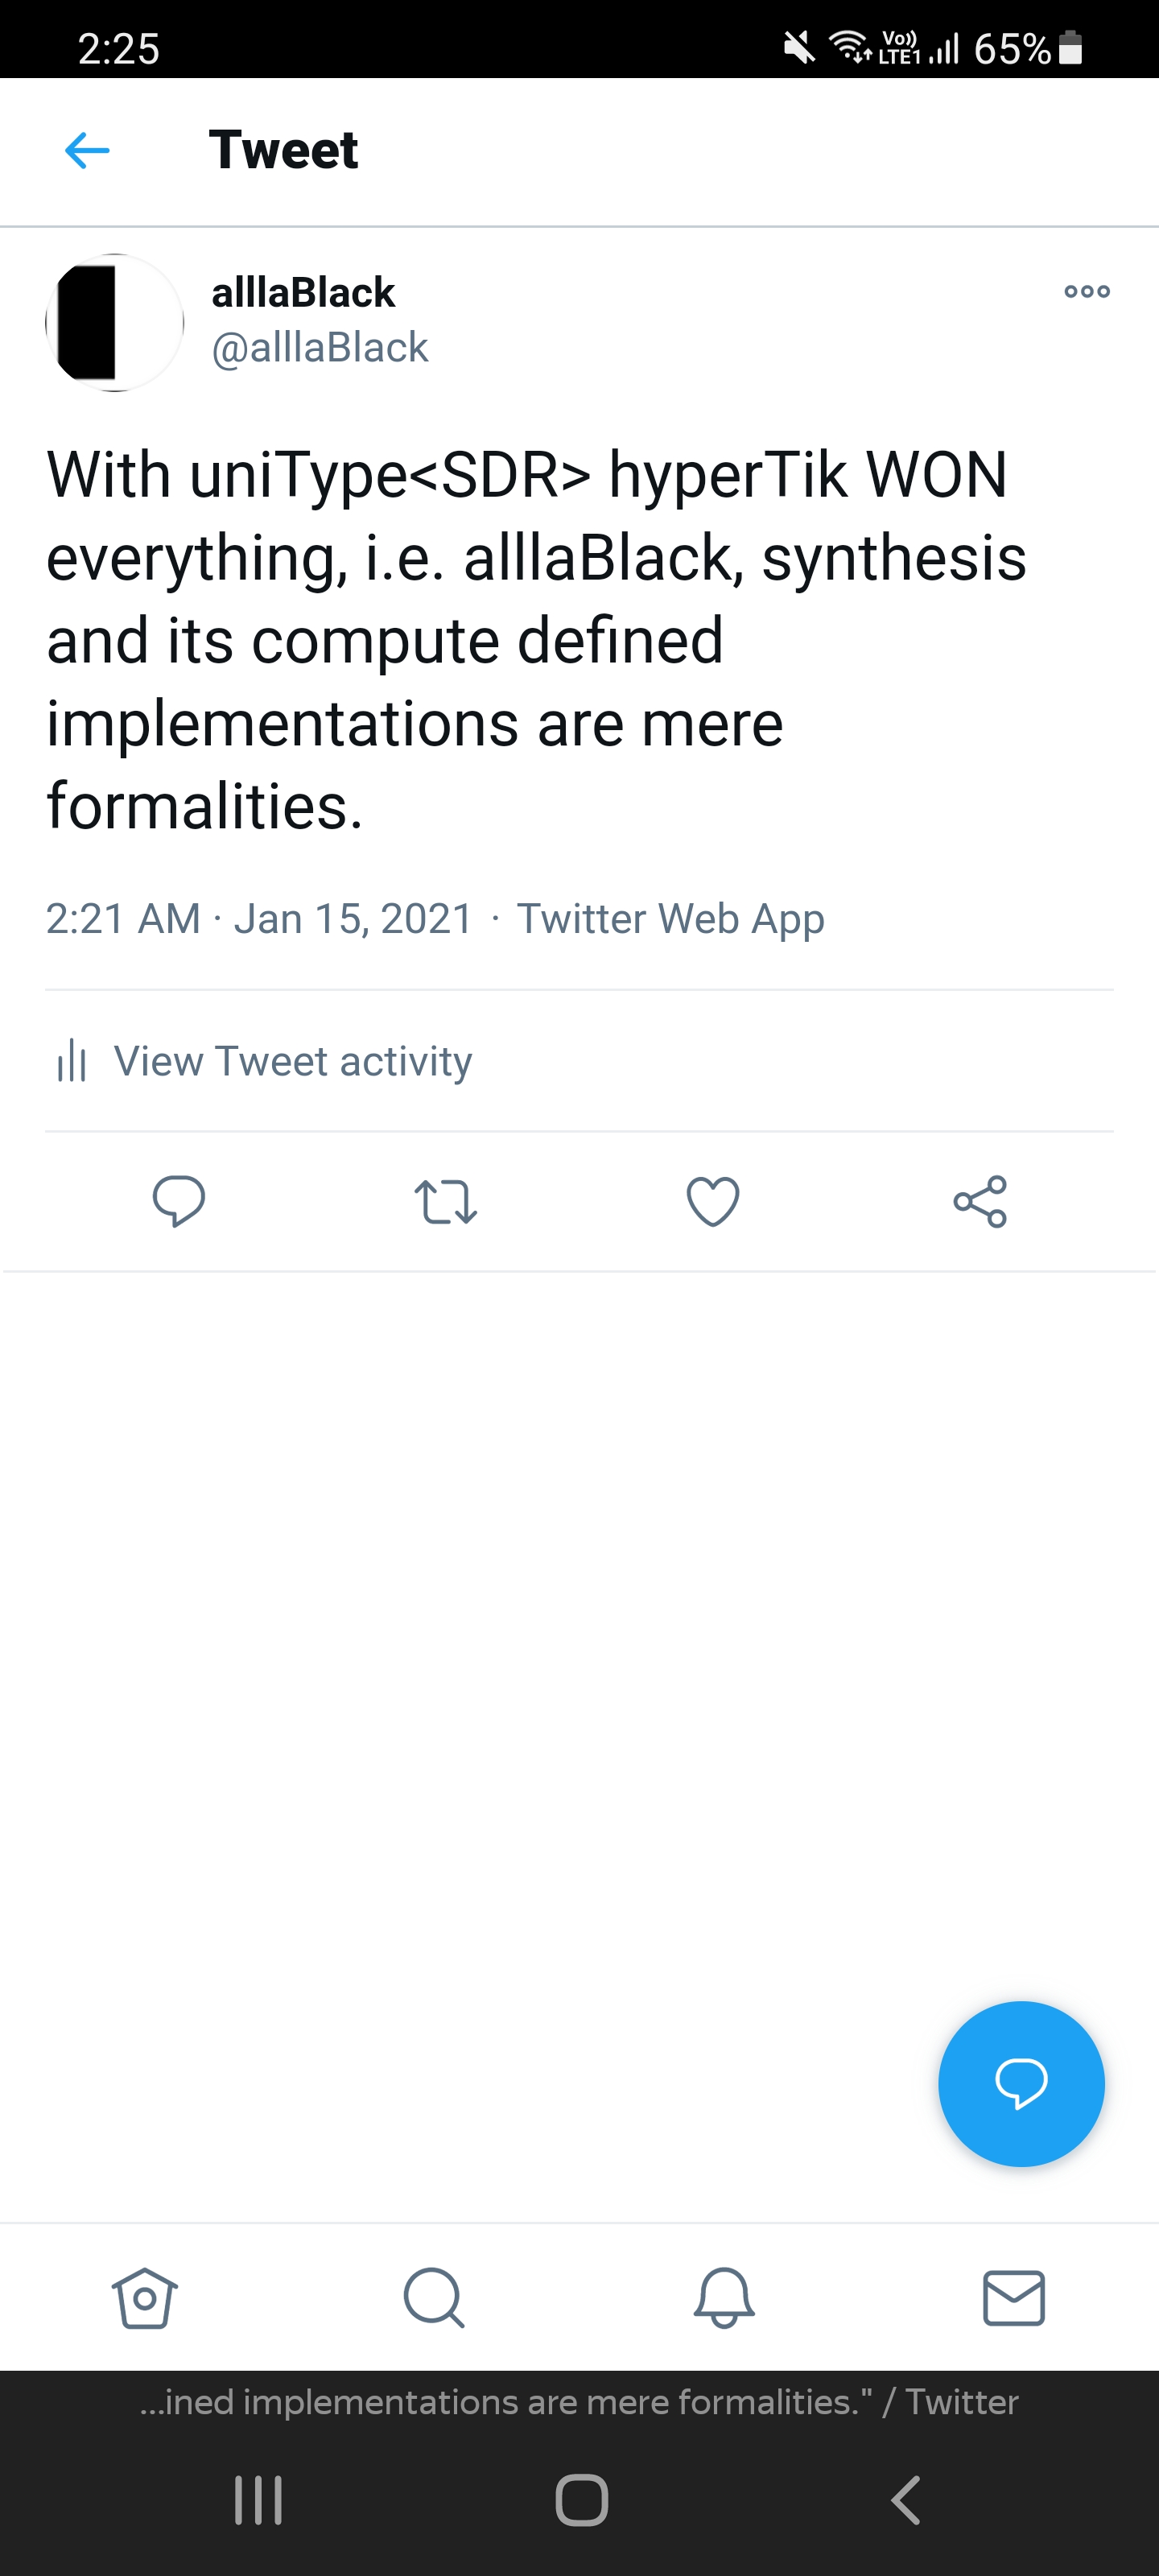 2:25 Vo)) LTE1 65%
Tweet
alllaBlack
@alllaBlack
With uniType<SDR> hyperTik WON
everything, i.e. alllaBlack, synthesis
and its compute defined
implementations are mere
formalities.
2:21 AM · Jan 15, 2021 · Twitter Web App
View Tweet activity
...ined implementations are mere formalities." / Twitter